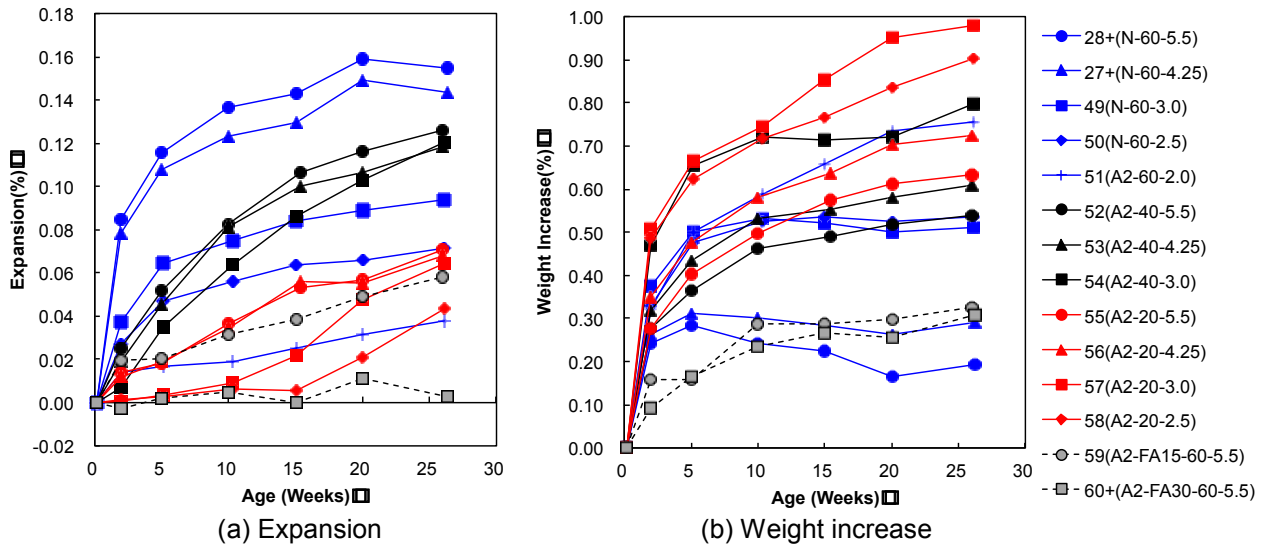 0.18
0.16
0.14
0.12
0.10
0.08
0.06
0.04
0.02
0.00
-0.02
Expansion(%)
0 5 10 15 20 25 30
Age (Weeks)
(a) Expansion
1.00
0.90
0.80
0.70
0.60
0.50
0.40
0.30
0.20
0.10
0.00
Weight Increase(%)
0 5 10 15 20 25 30
Age (Weeks)
(b) Weight increase
28+(N-60-5.5)
27+(N-60-4.25)
49(N-60-3.0)
50(N-60-2.5)
51(A2-60-2.0)
52(A2-40-5.5)
53(A2-40-4.25)
54(A2-40-3.0)
55(A2-20-5.5)
56(A2-20-4.25)
57(A2-20-3.0)
58(A2-20-2.5)
59(A2-FA15-60-5.5)
60+(A2-FA30-60-5.5)